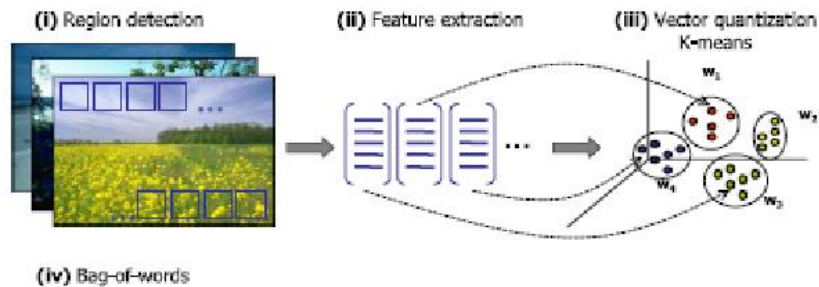 (i) Region detection
(ii) Feature extraction
(iii) Vector quantization
K-means
w1
w2
w4
w3
(iv) Bag-of-words